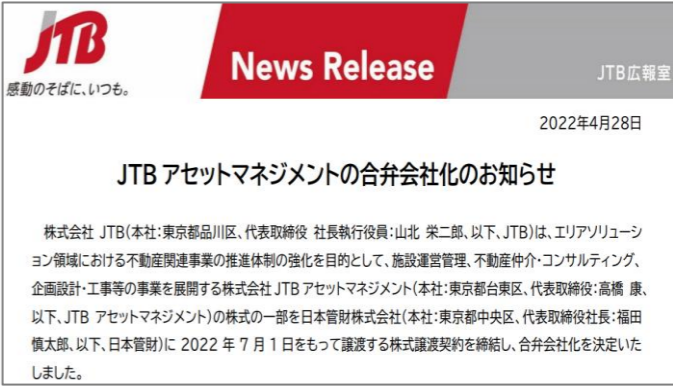 JTB
感動のそばに、いつも。
News Release
JTB広報室
2022年4月28日
JTB アセットマネジメントの合弁会社化のお知らせ
株式会社 JTB(本社:東京都品川区、代表取締役 社長執行役員:山北 栄二郎、以下、JTB)は、エリアソリューシ
ョン領域における不動産関連事業の推進体制の強化を目的として、施設運営管理、不動産仲介・コンサルティング、
企画設計・工事等の事業を展開する株式会社 JTB アセットマネジメント(本社:東京都台東区、代表取締役:高橋 康、
以下、JTB アセットマネジメント)の株式の一部を日本管財株式会社(本社:東京都中央区、代表取締役社長:福田
慎太郎、以下、日本管財)に 2022 年 7 月 1 日をもって譲渡する株式譲渡契約を締結し、合弁会社化を決定いた
しました。